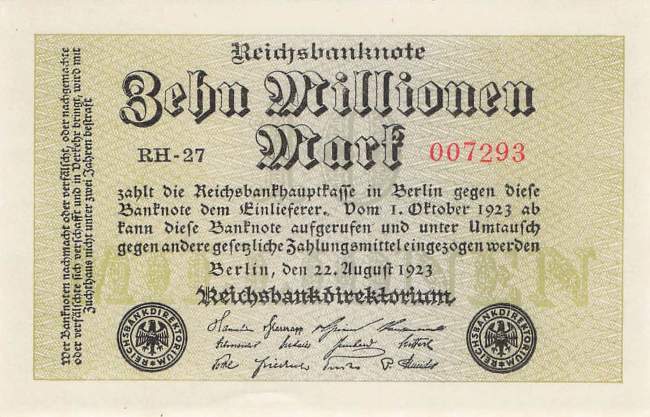 Reichsbanknote
Zehn Millionen
Mark
RH-27
007293
zahlt die Reichsbankhauptkasse in Berlin gegen diese
Banknote dem Einlieferer. Vom 1. Oktober 1923 ab
kann diese Banknote aufgerufen und unter Umtausch
gegen andere gesetzliche Zahlungsmittel eingezogen werden
Berlin, den 22. August 1923
Reichsbankdirektorium
REICHSBANKDIREKTORIUM
REICHSBANKDIREKTORIUM
Wer Banknoten nachmacht oder verfälscht, oder nachgemachte
oder verfälschte sich verschafft und in Verkehr bringt, wird mit
Zuchthaus nicht unter zwei Jahren bestraft